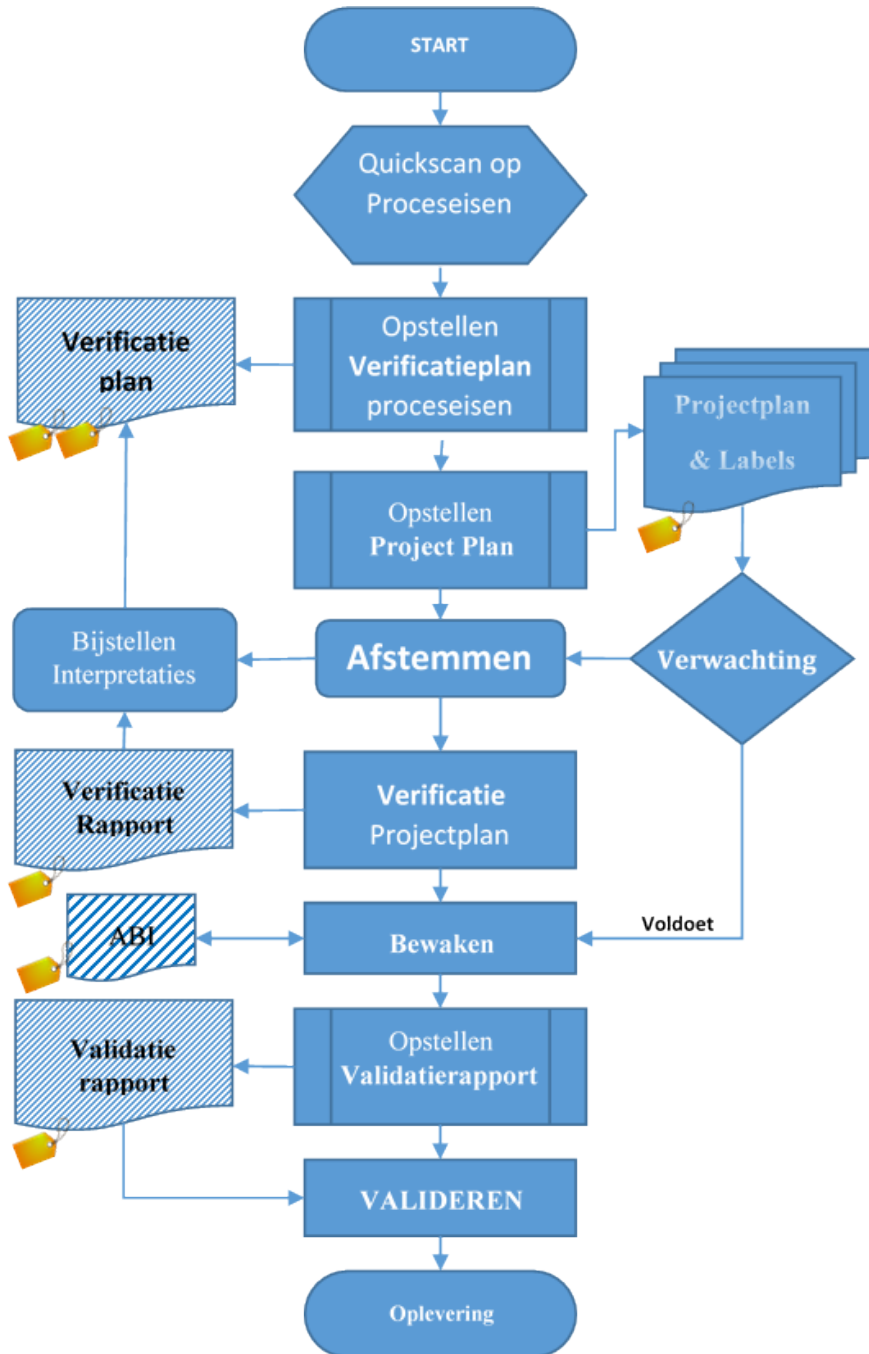 START
Quickscan op
Proceseisen
Verificatie
plan
Opstellen
Verificatieplan
proceseisen
Projectplan
& Labels
Opstellen
Project Plan
Bijstellen
Interpretaties
Afstemmen
Verwachting
Verificatie
Rapport
Verificatie
Projectplan
ABI
Bewaken
Voldoet
Validatie
rapport
Opstellen
Validatierapport
VALIDEREN
Oplevering